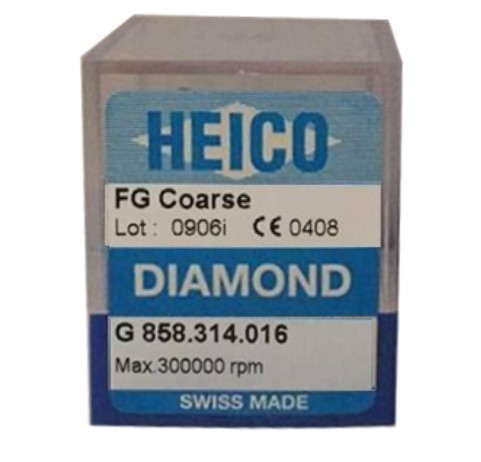 HEICO
FG Coarse
Lot : 0906i CE 0408
DIAMOND
G 858.314.016
Max.300000 rpm
SWISS MADE